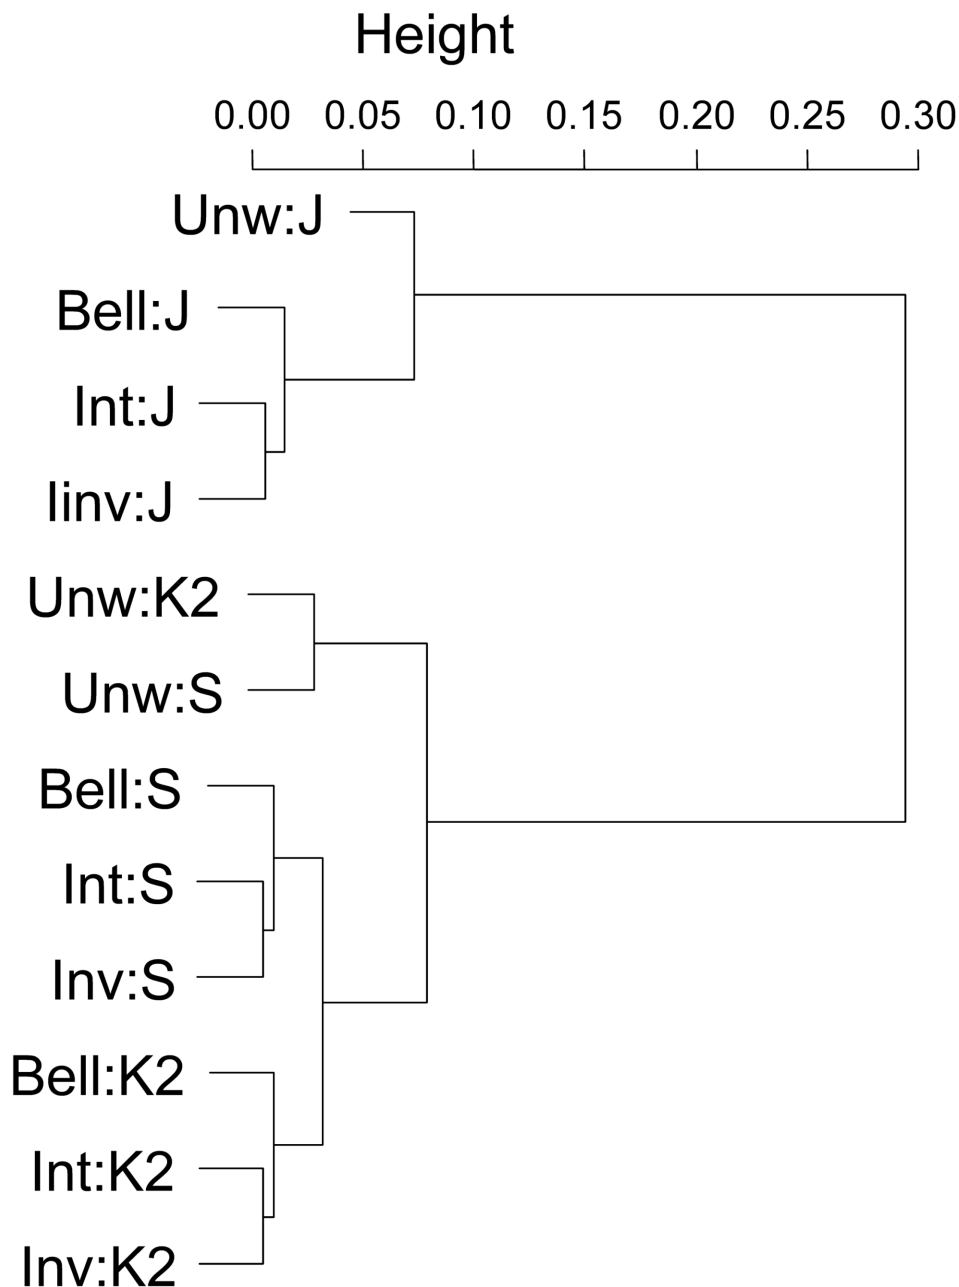 Height
0.00 0.05 0.10 0.15 0.20 0.25 0.30
Unw:J
Bell:J
Int:J
Iinv:J
Unw:K2
Unw:S
Bell:S
Int:S
Inv:S
Bell:K2
Int:K2
Inv:K2